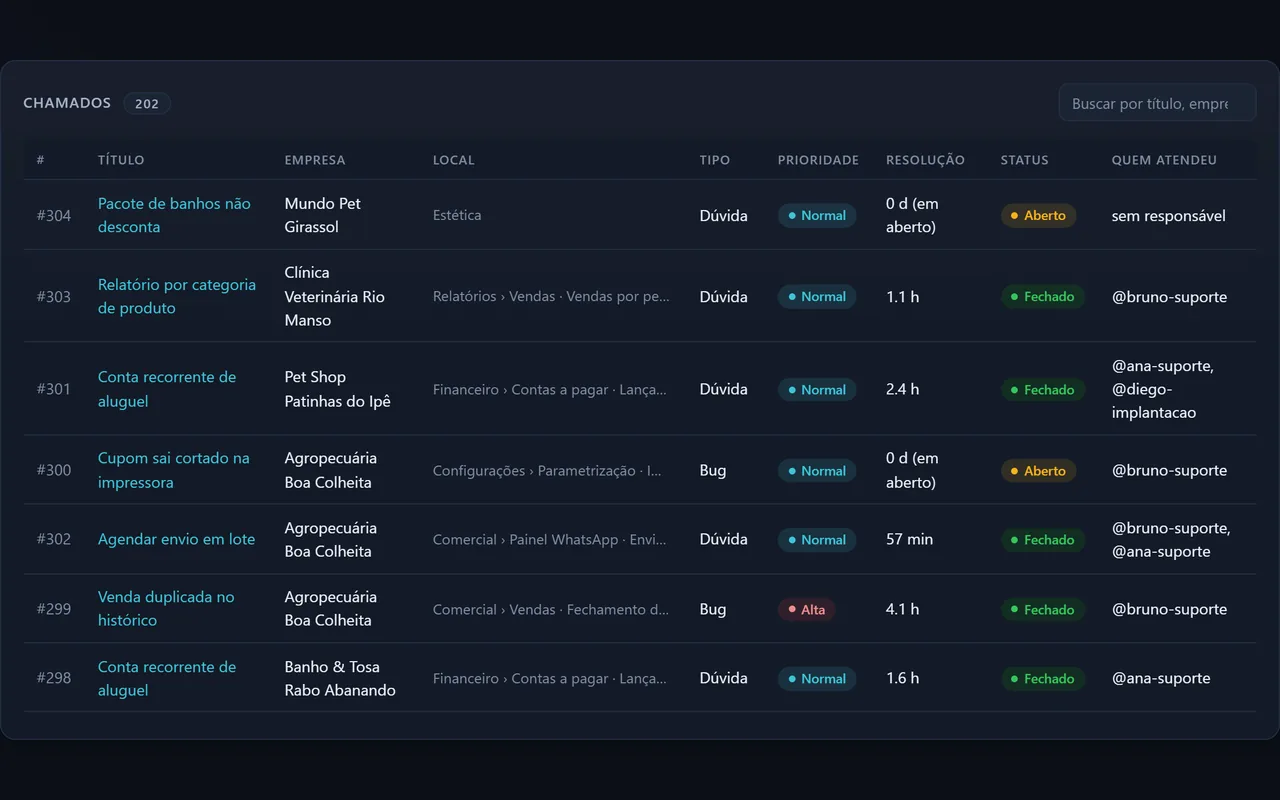 CHAMADOS 202
Buscar por título, empre
# TÍTULO EMPRESA LOCAL TIPO PRIORIDADE RESOLUÇÃO STATUS QUEM ATENDEU
#304
Pacote de banhos não
desconta
Mundo Pet
Girassol
Estética
Dúvida
Normal
0 d (em
aberto)
Aberto
sem responsável
#303
Relatório por categoria
de produto
Clínica
Veterinária Rio
Manso
Relatórios › Vendas · Vendas por pe...
Dúvida
Normal
1.1 h
Fechado
@bruno-suporte
#301
Conta recorrente de
aluguel
Pet Shop
Patinhas do Ipê
Financeiro › Contas a pagar · Lança...
Dúvida
Normal
2.4 h
Fechado
@ana-suporte,
@diego-
implantacao
#300
Cupom sai cortado na
impressora
Agropecuária
Boa Colheita
Configurações › Parametrização · I...
Bug
Normal
0 d (em
aberto)
Aberto
@bruno-suporte
#302
Agendar envio em lote
Agropecuária
Boa Colheita
Comercial › Painel WhatsApp · Envi...
Dúvida
Normal
57 min
Fechado
@bruno-suporte,
@ana-suporte
#299
Venda duplicada no
histórico
Agropecuária
Boa Colheita
Comercial › Vendas · Fechamento d...
Bug
Alta
4.1 h
Fechado
@bruno-suporte
#298
Conta recorrente de
aluguel
Banho & Tosa
Rabo Abanando
Financeiro › Contas a pagar · Lança...
Dúvida
Normal
1.6 h
Fechado
@ana-suporte